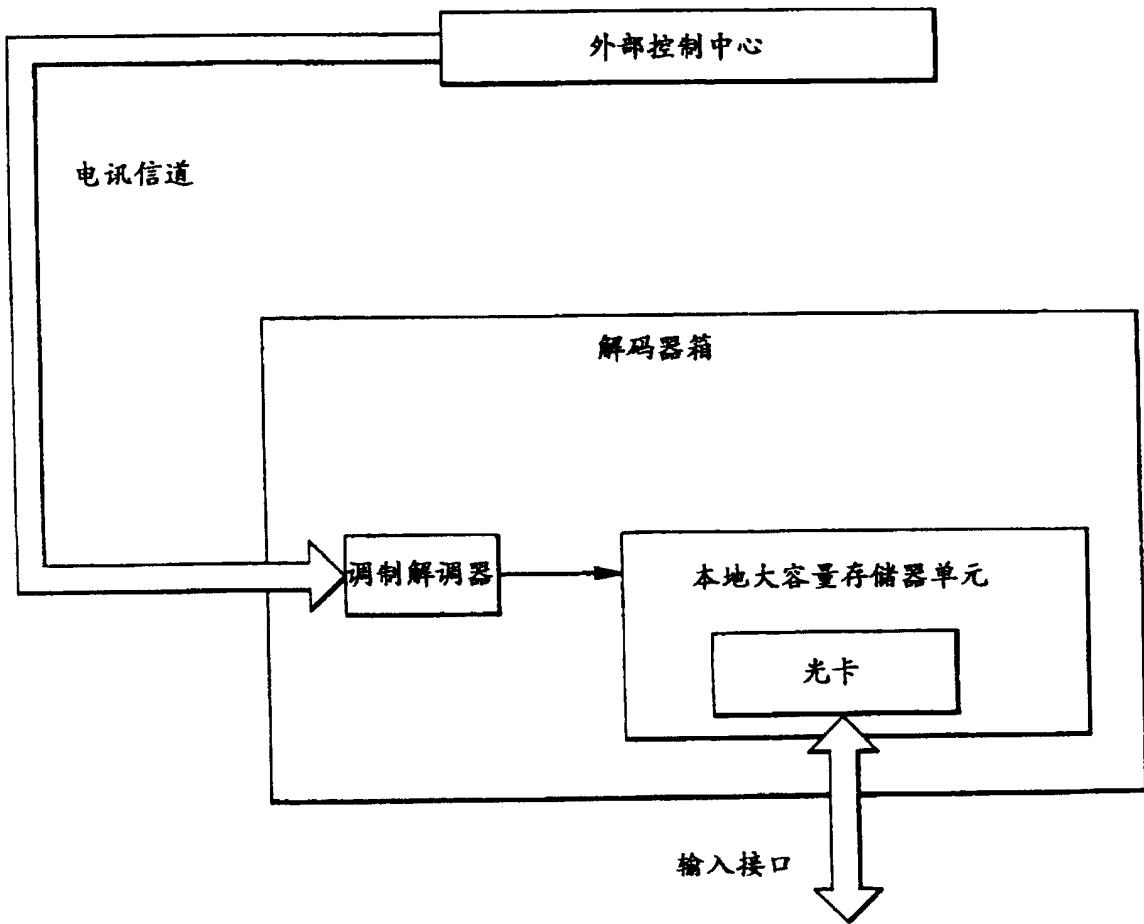 外部控制中心
电讯信道
解码器箱
调制解调器
本地大容量存储器单元
光卡
输入接口